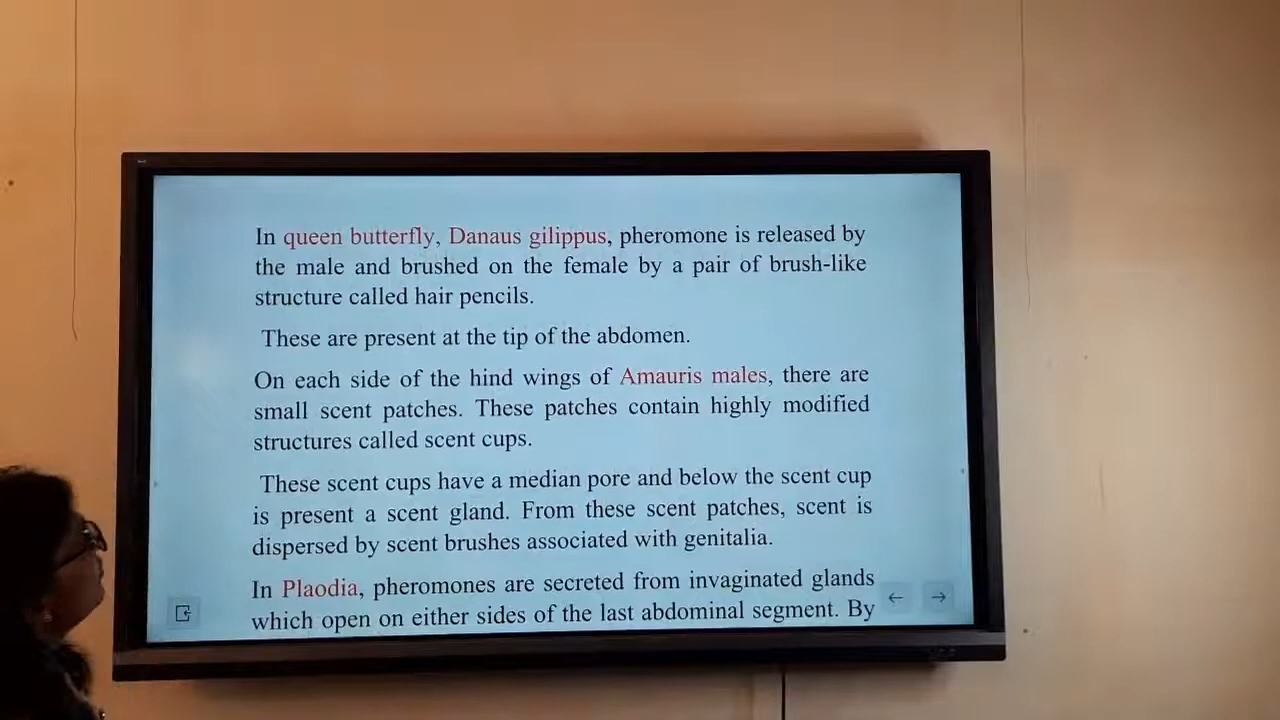 In queen butterfly, Danaus gilippus, pheromone is released by
the male and brushed on the female by a pair of brush-like
structure called hair pencils.
These are present at the tip of the abdomen.
On each side of the hind wings of Amauris males, there are
small scent patches. These patches contain highly modified
structures called scent cups.
These scent cups have a median pore and below the scent cup
is present a scent gland. From these scent patches, scent is
dispersed by scent brushes associated with genitalia.
In Plaodia, pheromones are secreted from invaginated glands
which open on either sides of the last abdominal segment. By